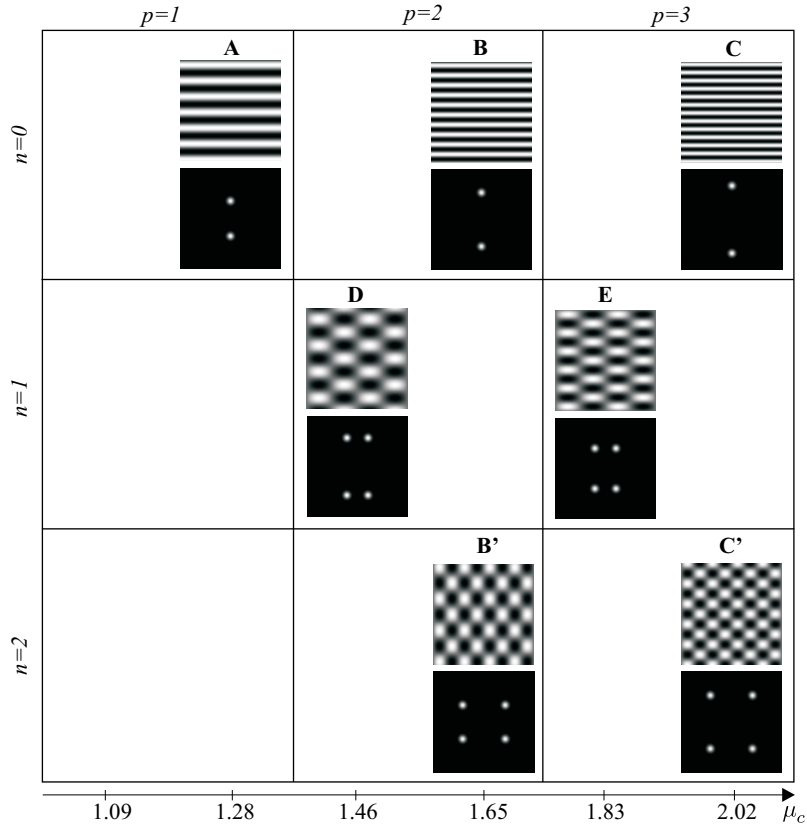 p=1 p=2 p=3
n=0
A B C
n=1
D E
n=2
B’ C’
1.09 1.28 1.46 1.65 1.83 2.02 μc